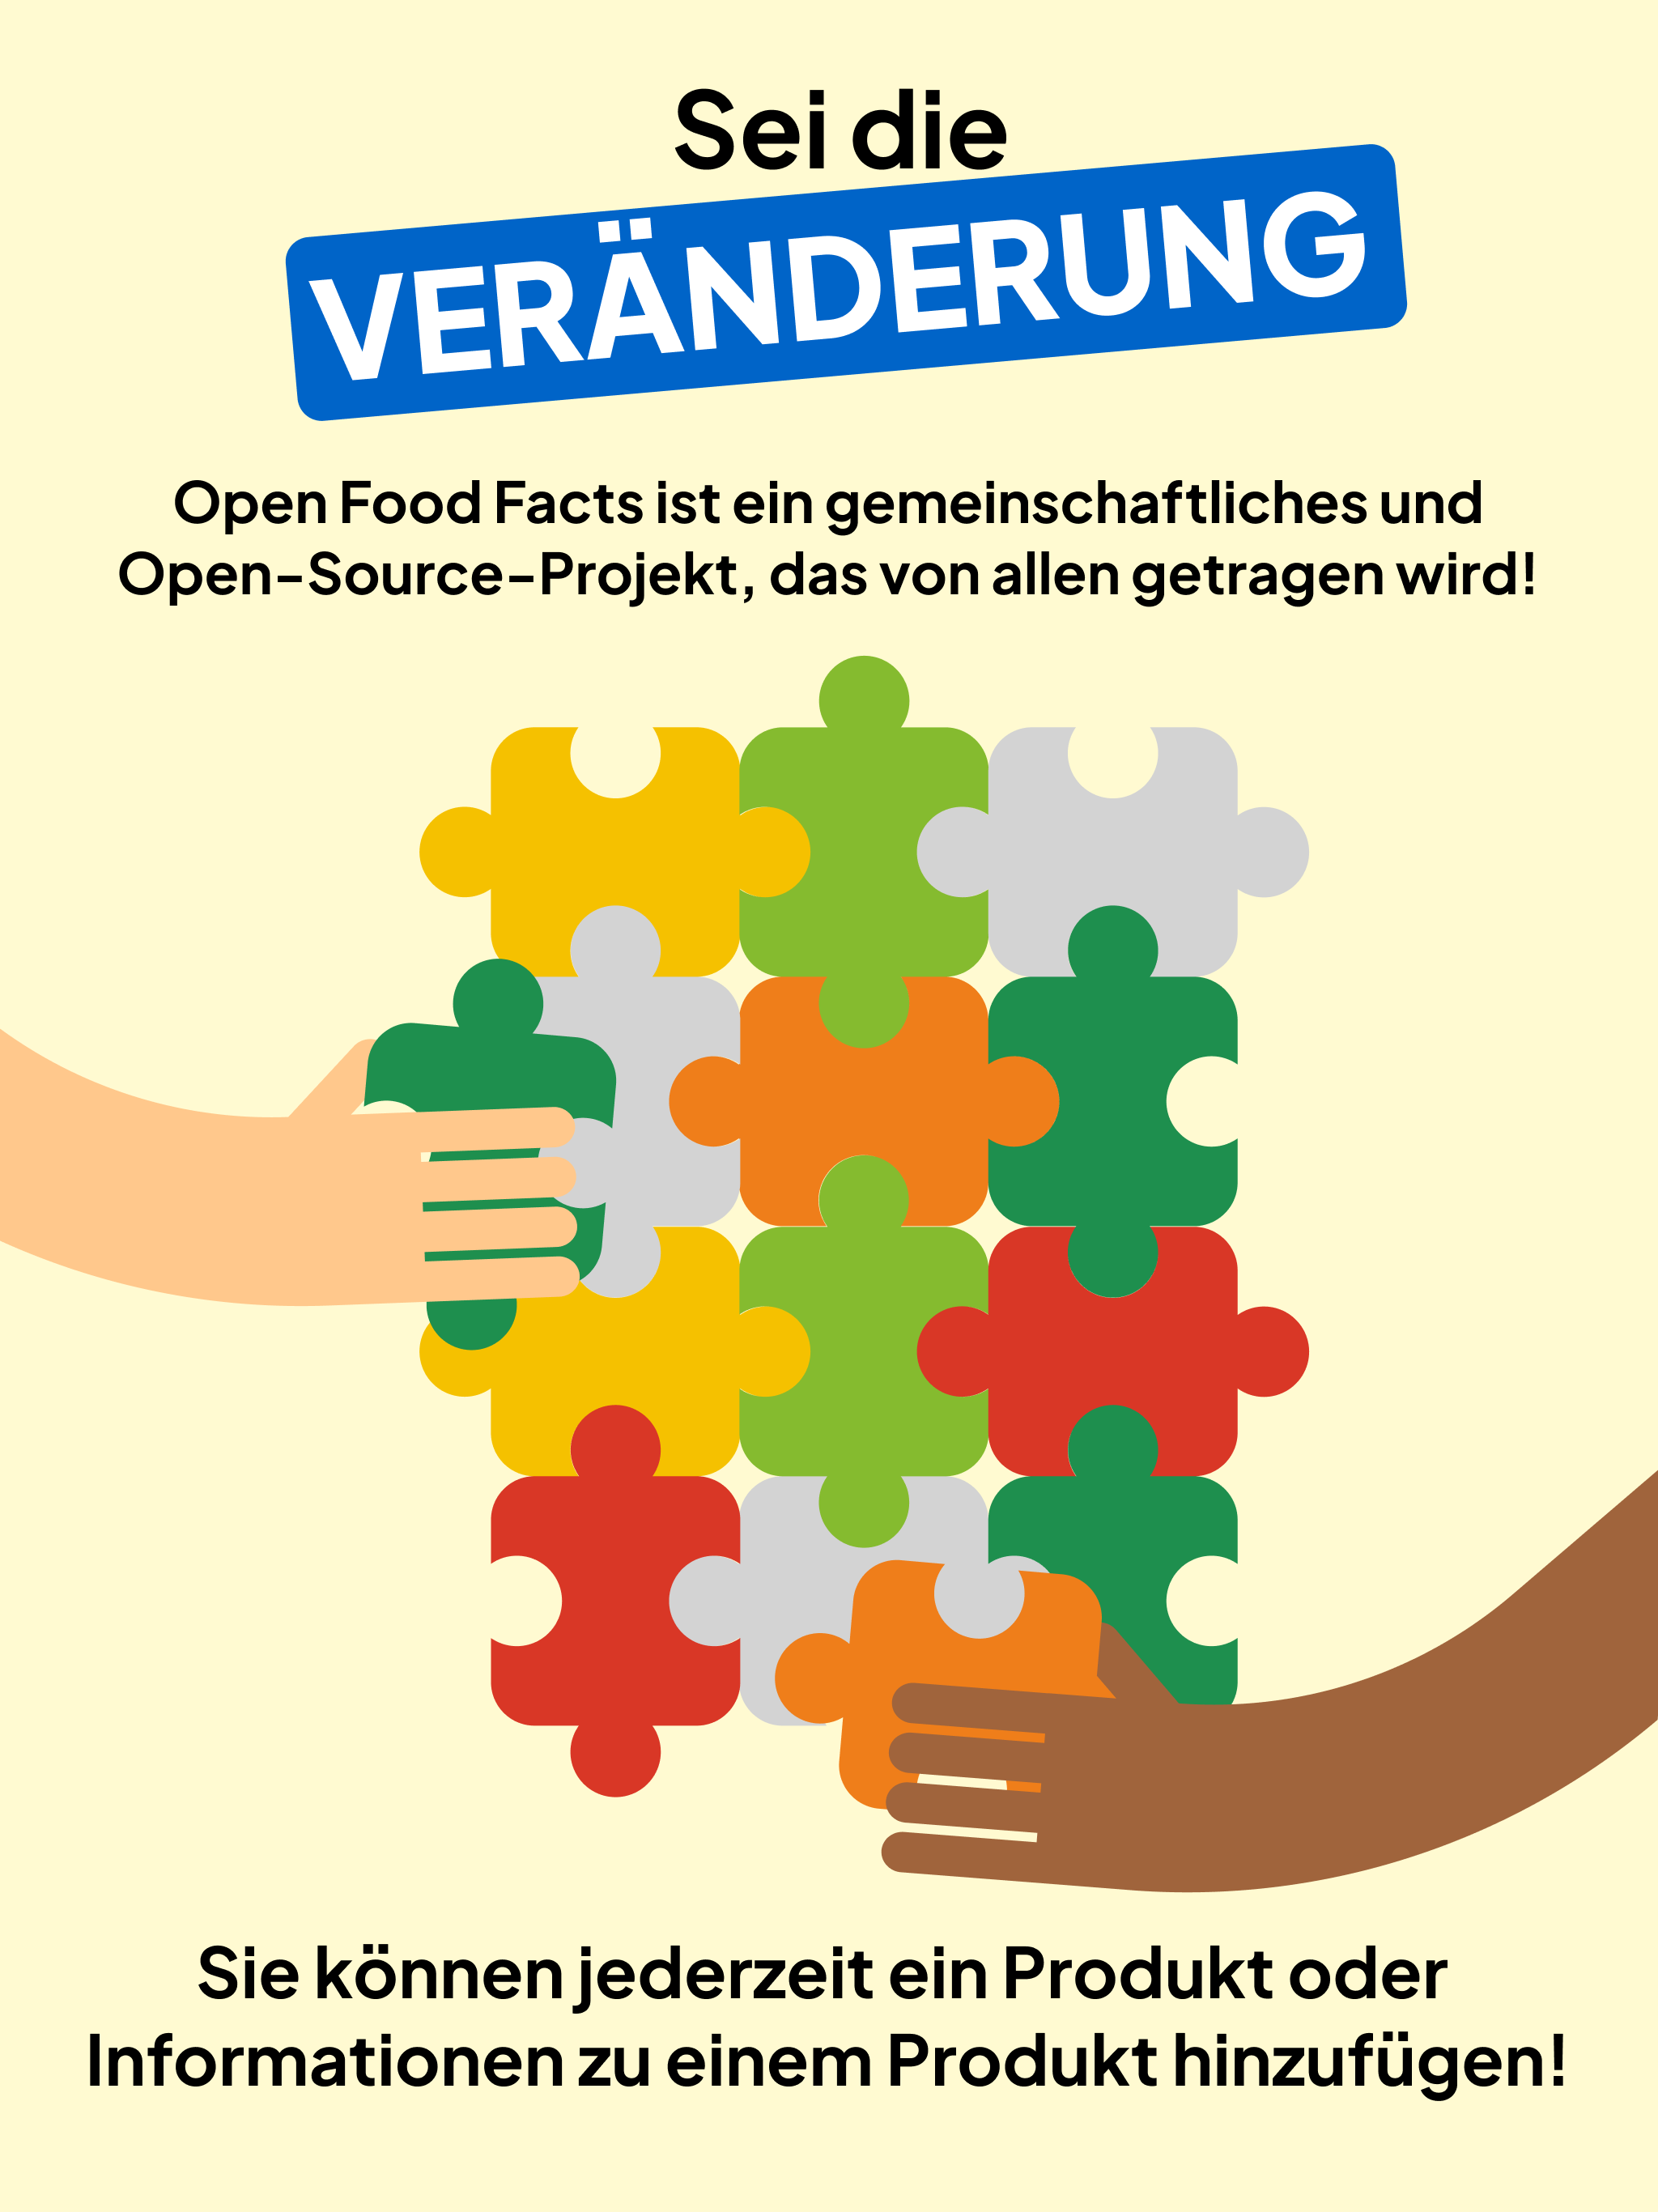 Sei die
VERÄNDERUNG
Open Food Facts ist ein gemeinschaftliches und
Open-Source-Projekt, das von allen getragen wird!
Sie können jederzeit ein Produkt oder
Informationen zu einem Produkt hinzufügen!